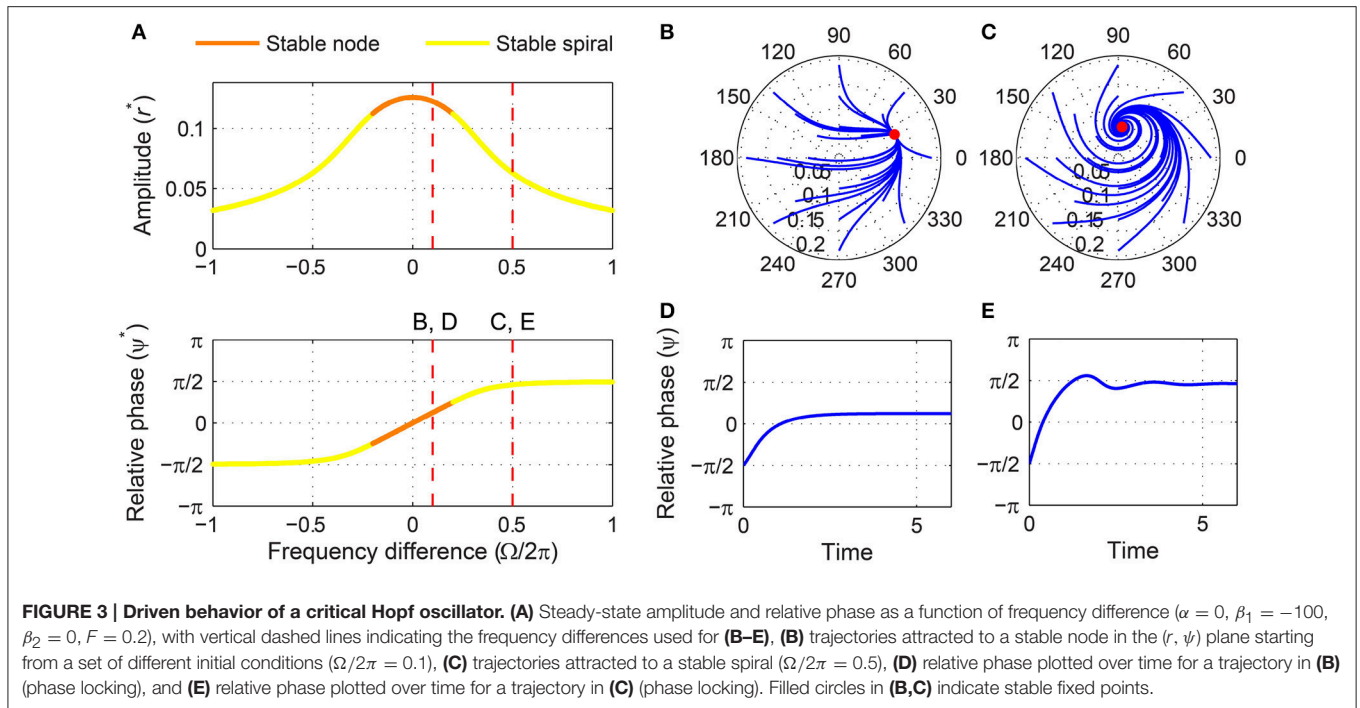 A
Stable node
Stable spiral
Amplitude (r*)
0.1
0.05
0
−1
−0.5
0
0.5
1
B, D
C, E
Relative phase (ψ*)
π
π/2
0
−π/2
−π
−1
−0.5
0
0.5
1
Frequency difference (Ω/2π)
B
90
60
30
0
330
300
270
240
210
180
150
120
0.05
0.1
0.15
0.2
C
90
60
30
0
330
300
270
240
210
180
150
120
0.05
0.1
0.15
0.2
D
Relative phase (ψ)
π
π/2
0
−π/2
−π
0
5
Time
E
π
π/2
0
−π/2
−π
0
5
Time
FIGURE 3 | Driven behavior of a critical Hopf oscillator. (A) Steady-state amplitude and relative phase as a function of frequency difference (α = 0, β1 = −100,
β2 = 0, F = 0.2), with vertical dashed lines indicating the frequency differences used for (B–E), (B) trajectories attracted to a stable node in the (r, ψ) plane starting
from a set of different initial conditions (Ω/2π = 0.1), (C) trajectories attracted to a stable spiral (Ω/2π = 0.5), (D) relative phase plotted over time for a trajectory in (B)
(phase locking), and (E) relative phase plotted over time for a trajectory in (C) (phase locking). Filled circles in (B,C) indicate stable fixed points.